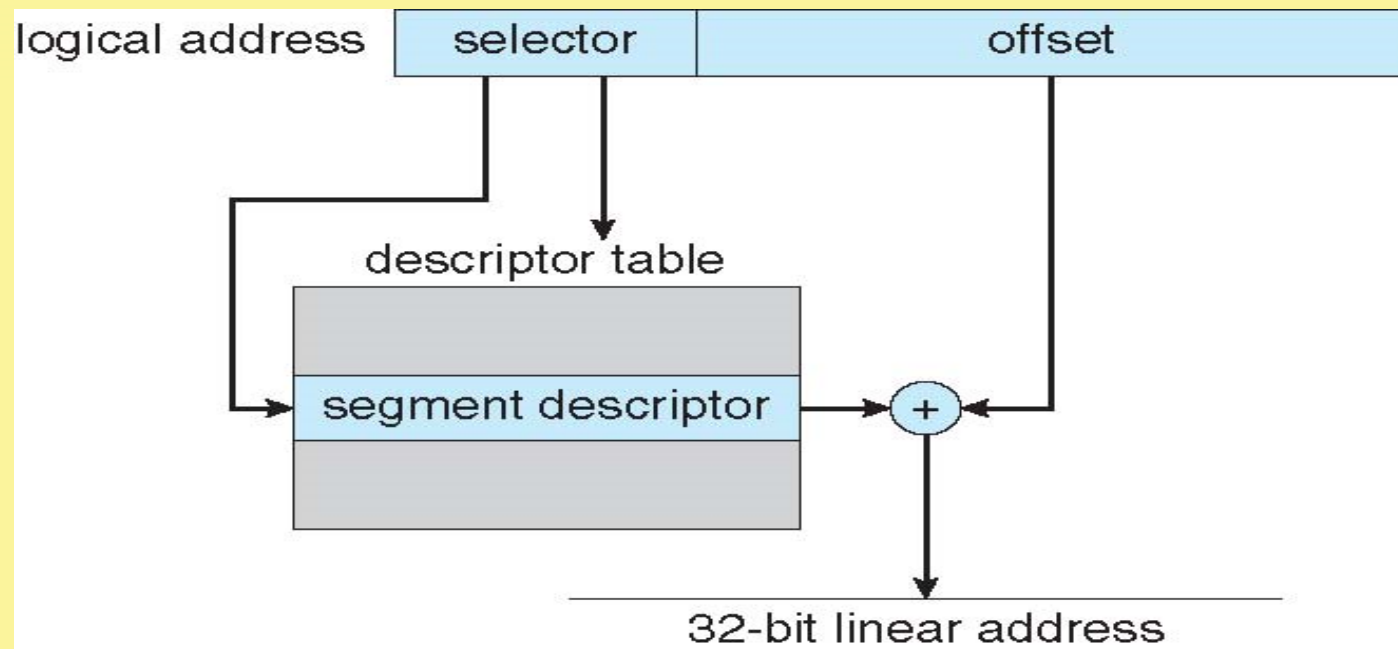 logical address selector offset
descriptor table
segment descriptor +
32-bit linear address